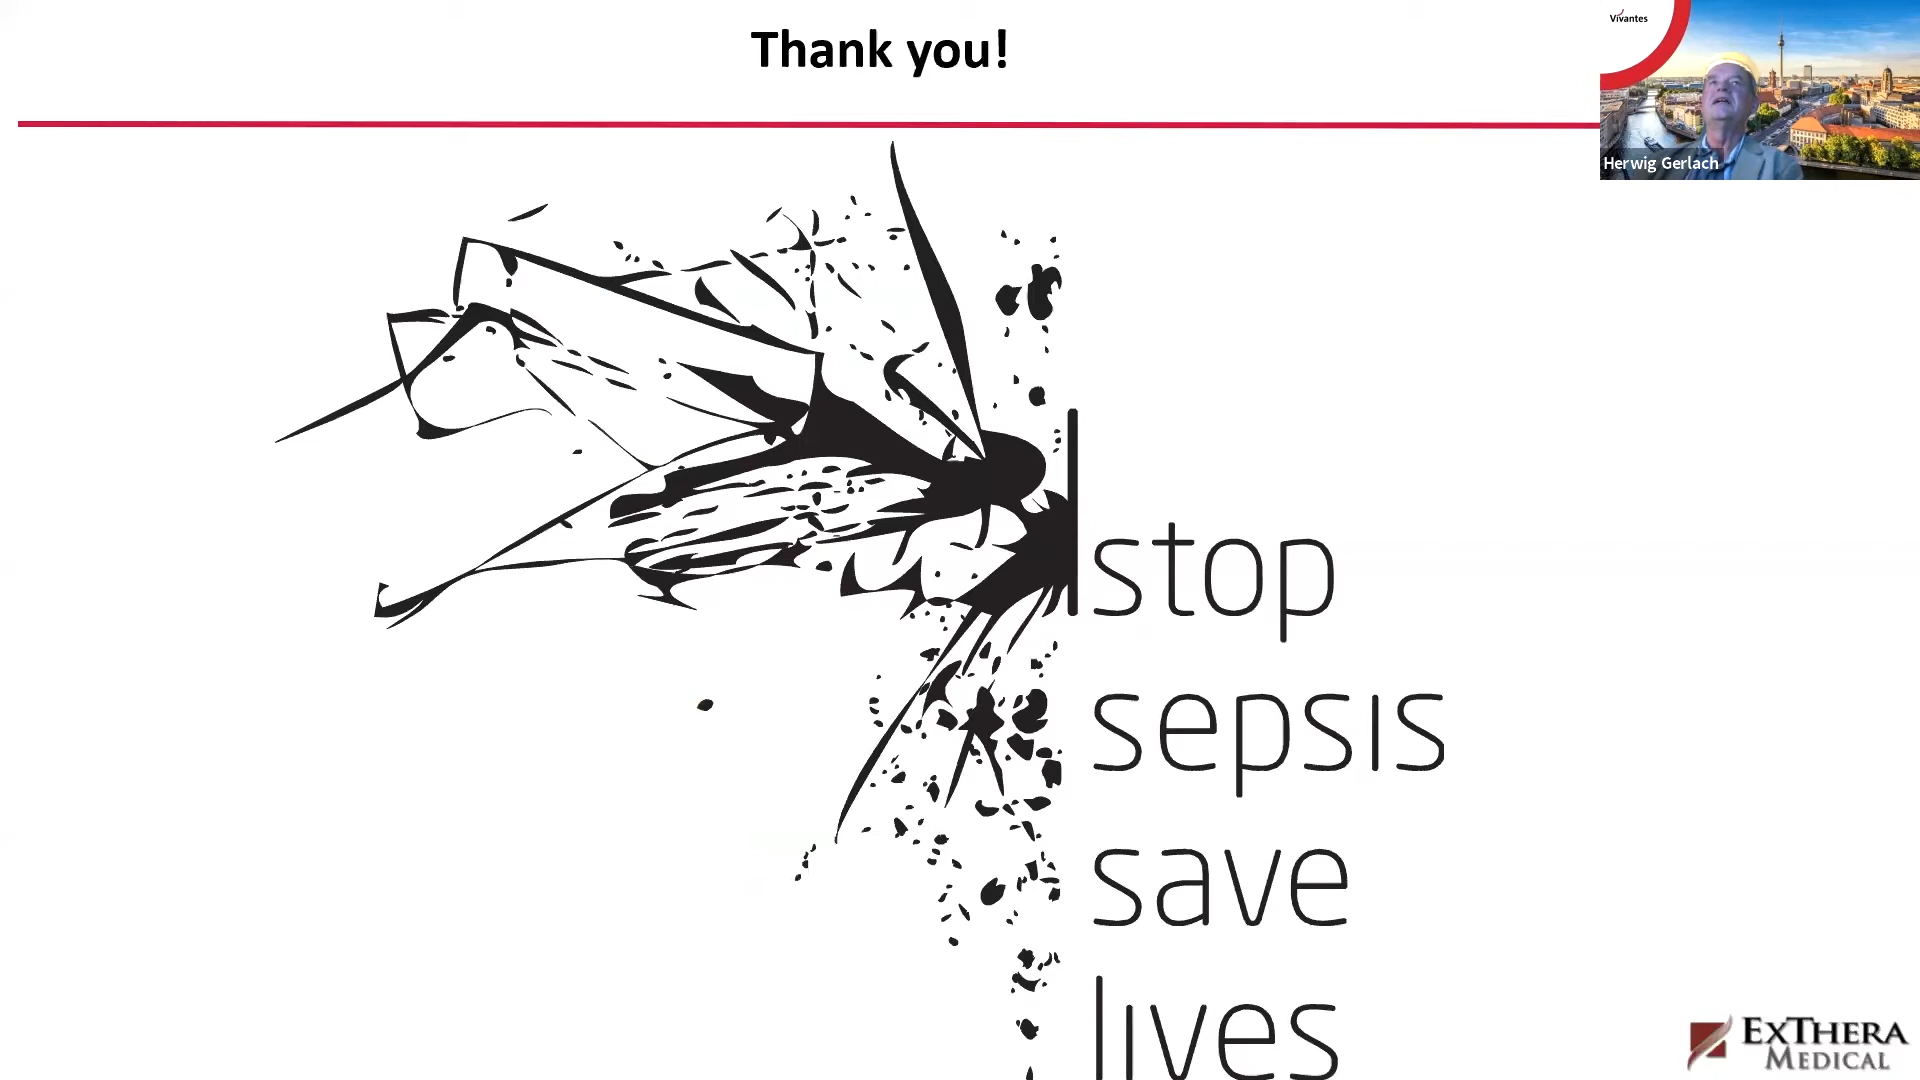 Thank you!
Vivantes
Herwig Gerlach
stop
sepsis
save
lives
EXTHERA
MEDICAL